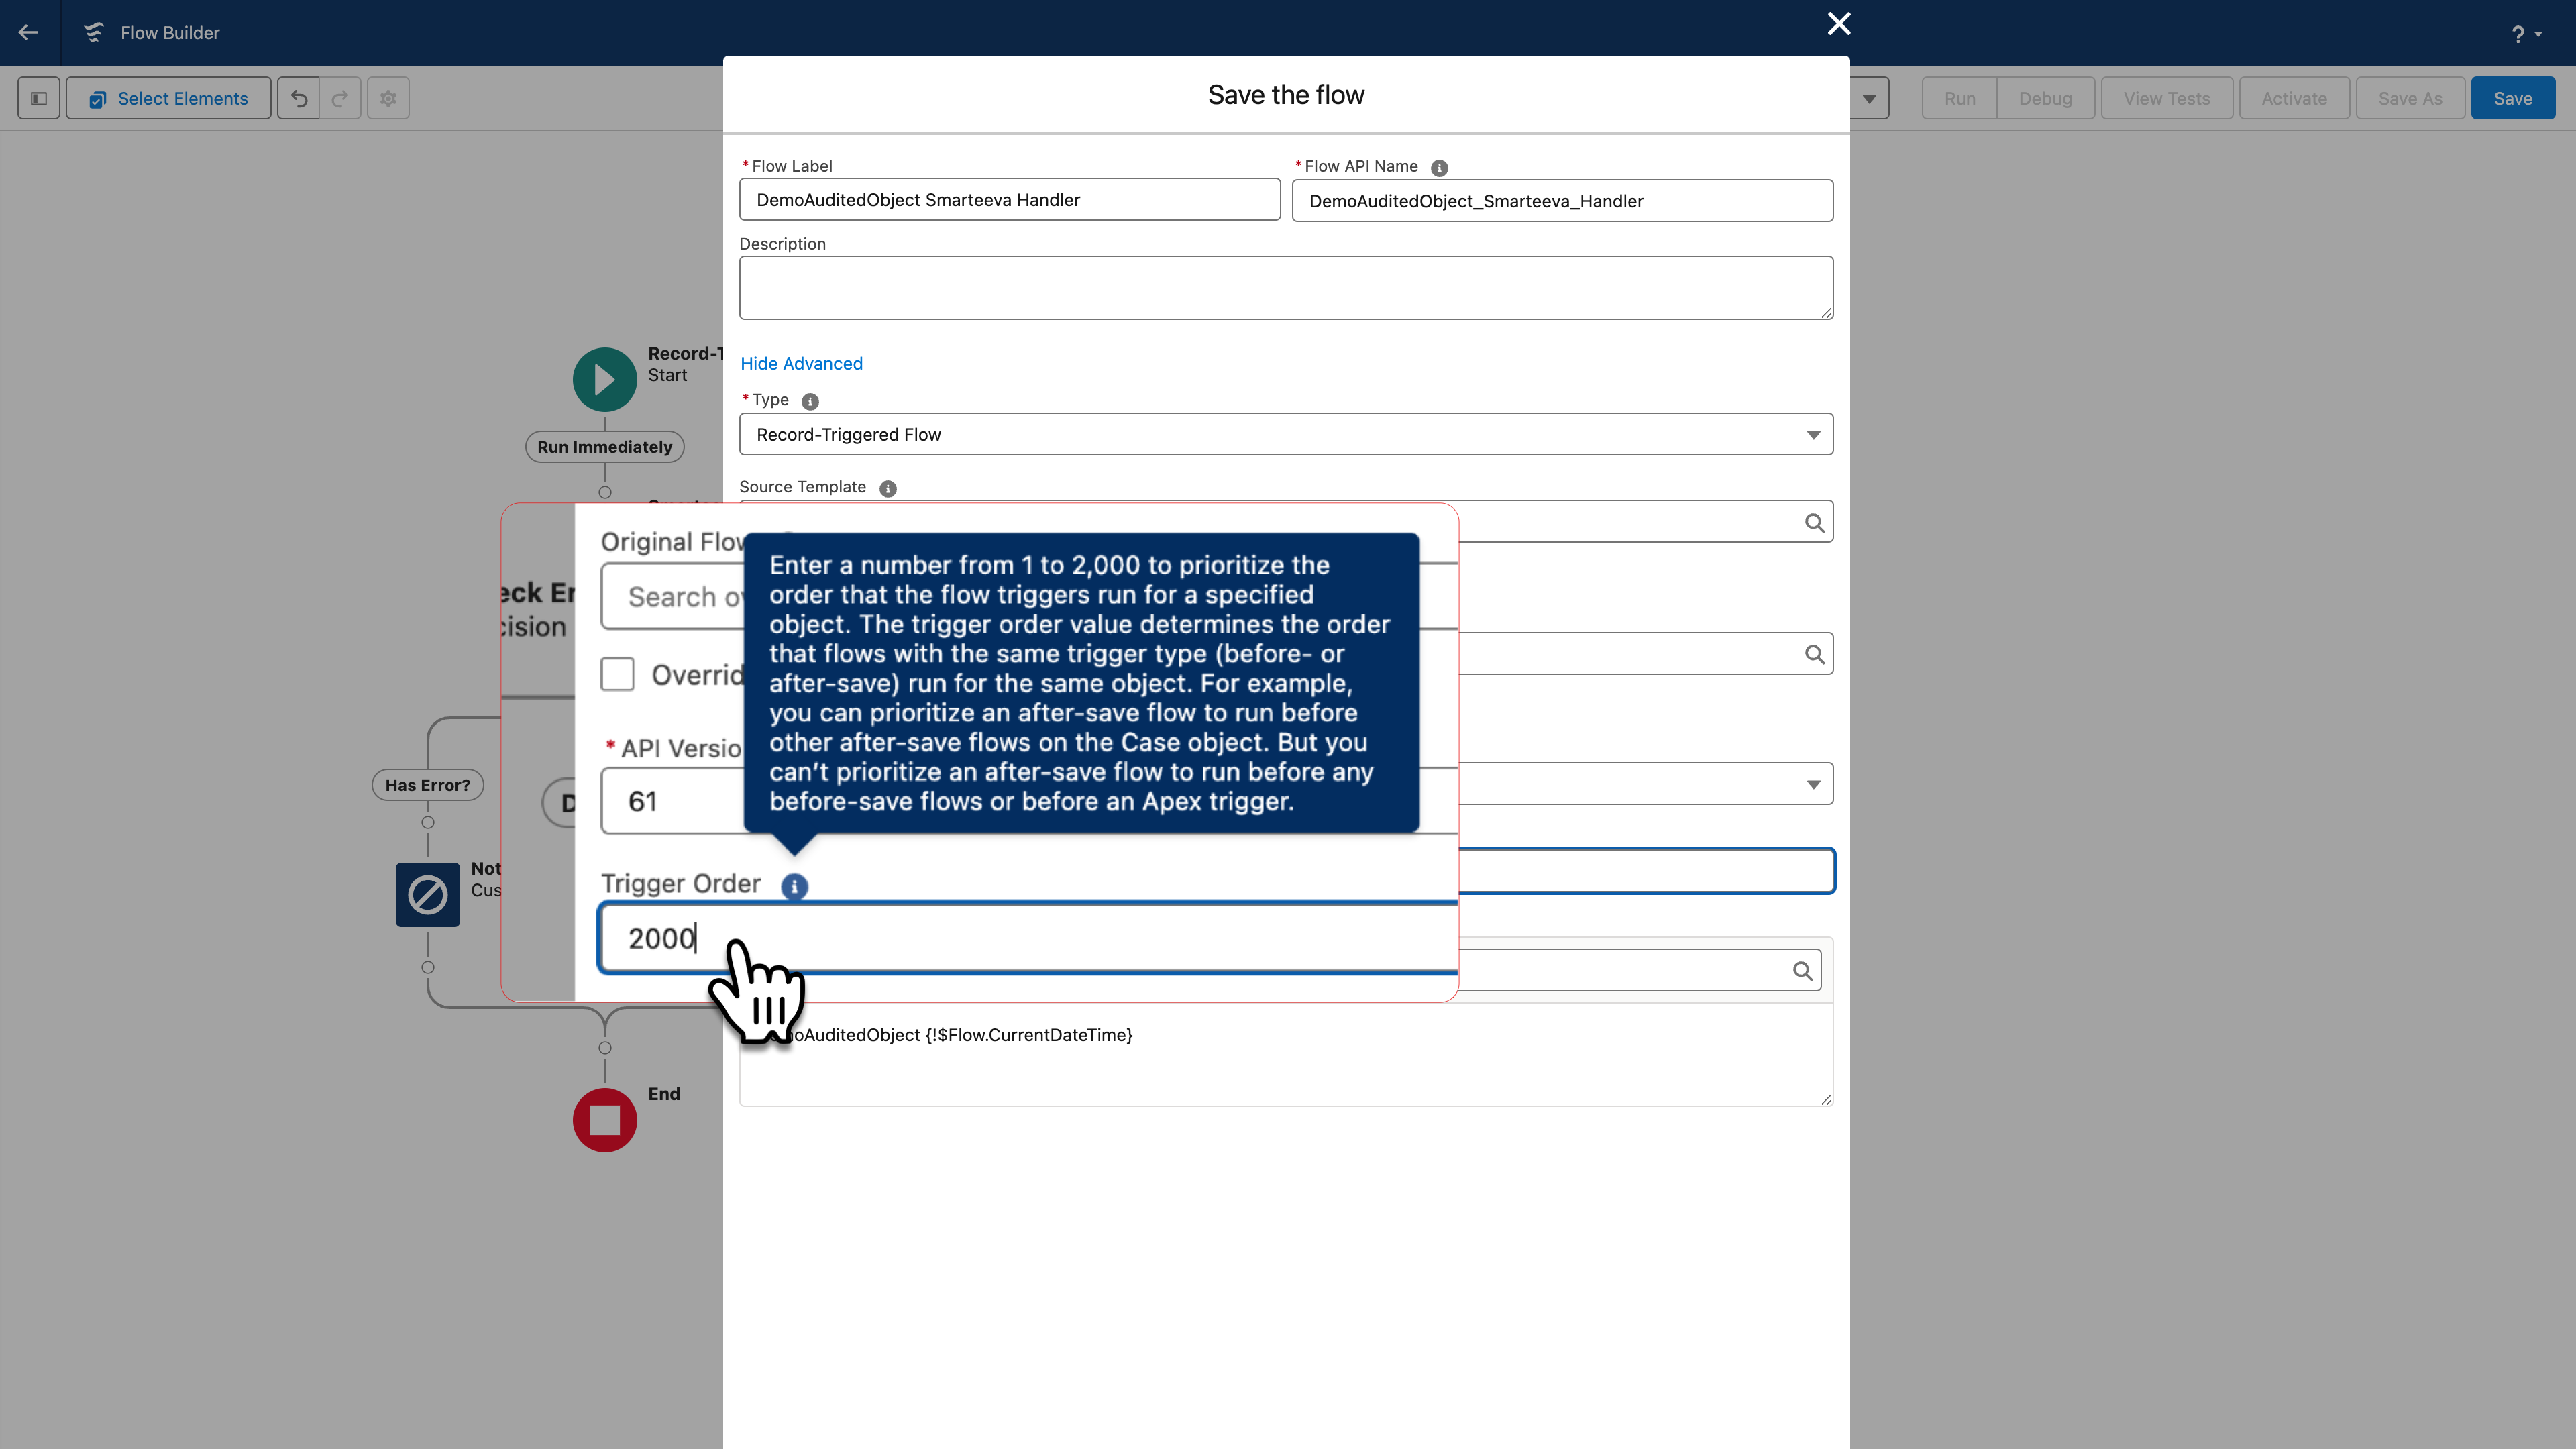 Flow Builder
?
Select Elements
Run
Debug
View Tests
Activate
Save As
Save
Save the flow
* Flow Label
* Flow API Name
DemoAuditedObject Smarteeva Handler
DemoAuditedObject_Smarteeva_Handler
Description
Hide Advanced
* Type
Record-Triggered Flow
Source Template
Record-T
Start
Run Immediately
Original Flow
Search o
Overrid
* API Versio
61
Trigger Order
2000
Enter a number from 1 to 2,000 to prioritize the
order that the flow triggers run for a specified
object. The trigger order value determines the order
that flows with the same trigger type (before- or
after-save) run for the same object. For example,
you can prioritize an after-save flow to run before
other after-save flows on the Case object. But you
can't prioritize an after-save flow to run before any
before-save flows or before an Apex trigger.
eck Er
cision
Has Error?
D
Not
Cus
End
oAuditedObject {!$Flow.CurrentDateTime}